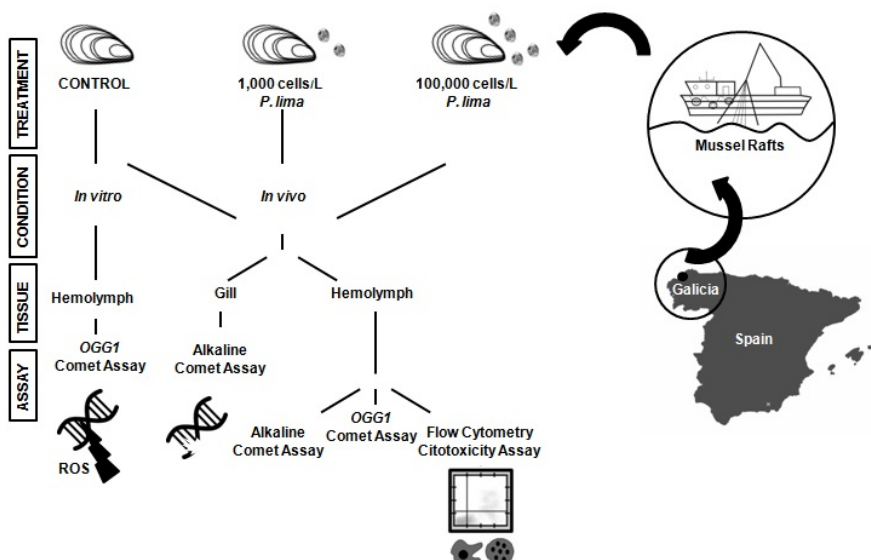 TREATMENT
CONDITION
TISSUE
ASSAY
CONTROL
1,000 cells/L
P. lima
100,000 cells/L
P. lima
Mussel Rafts
In vitro
In vivo
Hemolymph
Gill
Hemolymph
Galicia
Spain
OGG1
Comet Assay
Alkaline
Comet Assay
Alkaline
Comet Assay
OGG1
Comet Assay
Flow Cytometry
Citotoxicity Assay
ROS